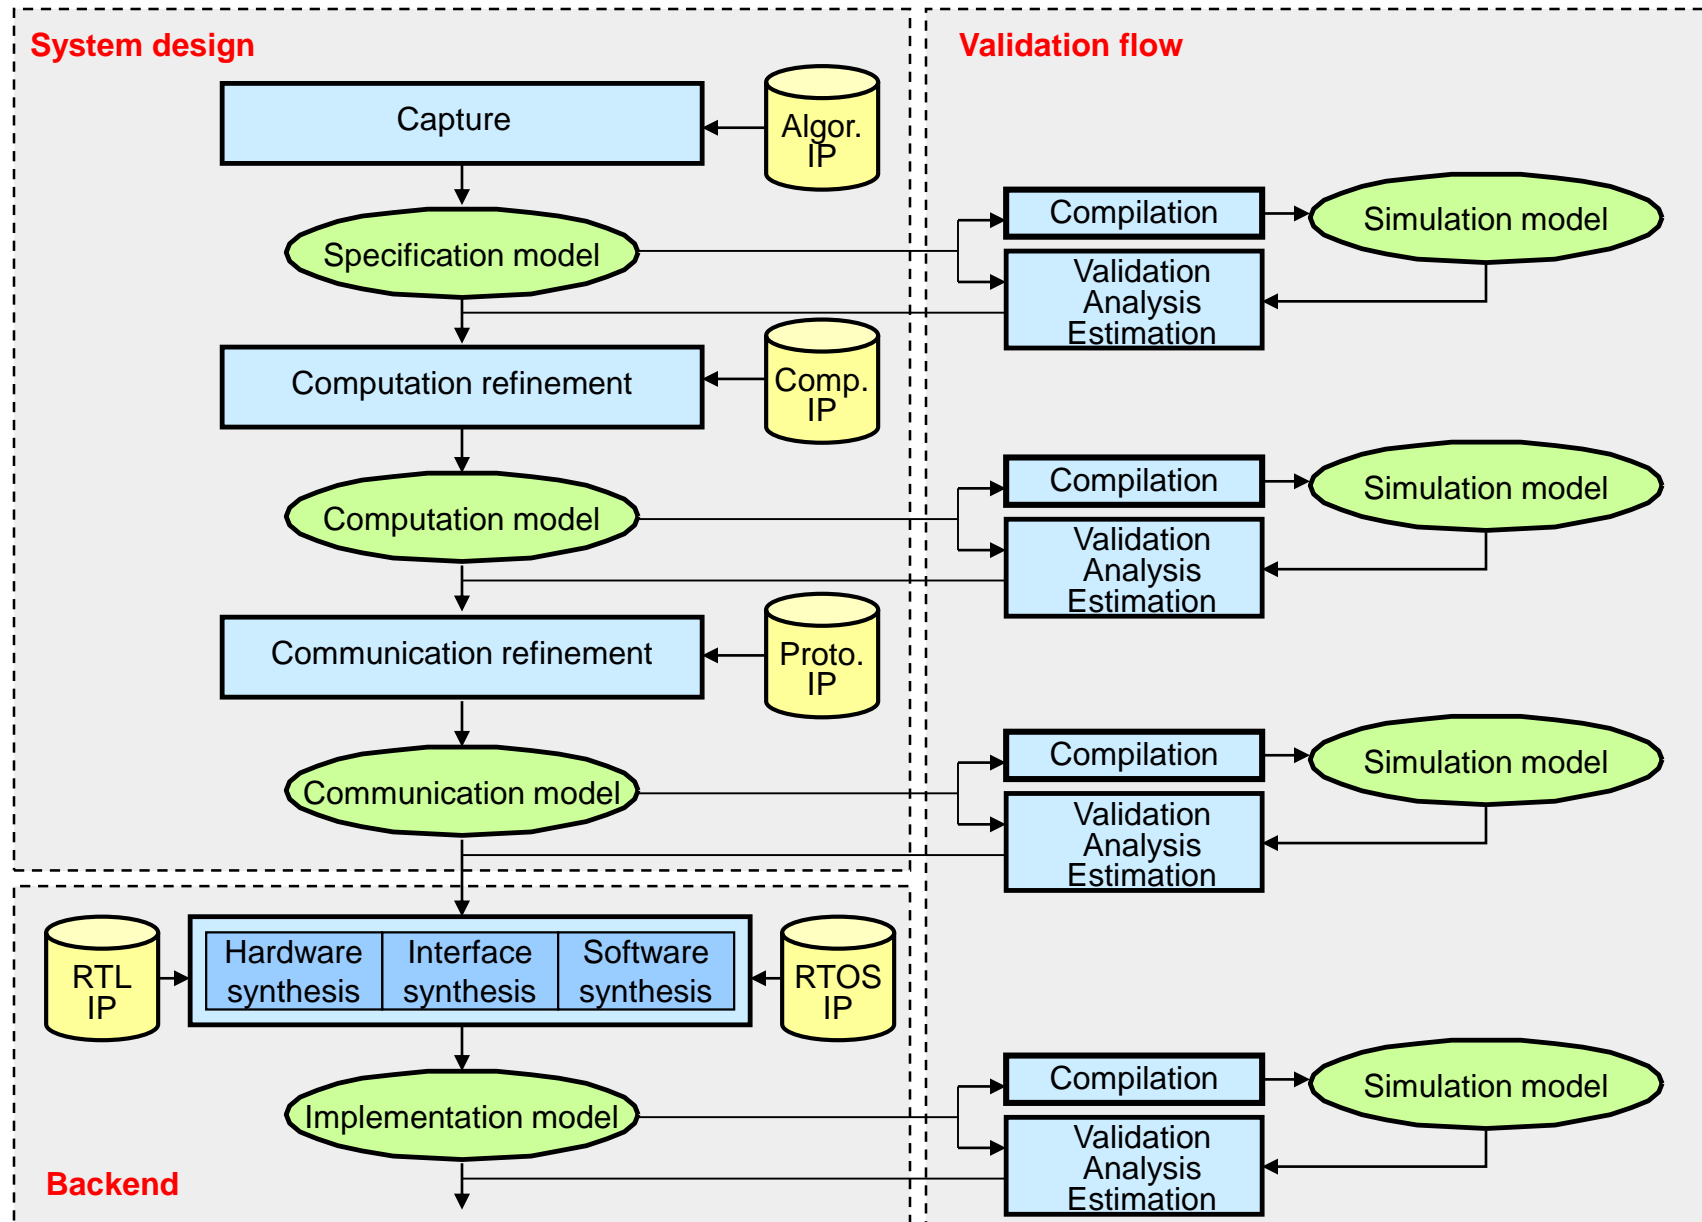 System design
Validation flow
Capture
Algor.
IP
Specification model
Compilation
Simulation model
Validation
Analysis
Estimation
Computation refinement
Comp.
IP
Computation model
Compilation
Simulation model
Validation
Analysis
Estimation
Communication refinement
Proto.
IP
Communication model
Compilation
Simulation model
Validation
Analysis
Estimation
RTL
IP
Hardware
synthesis
Interface
synthesis
Software
synthesis
RTOS
IP
Implementation model
Compilation
Simulation model
Validation
Analysis
Estimation
Backend